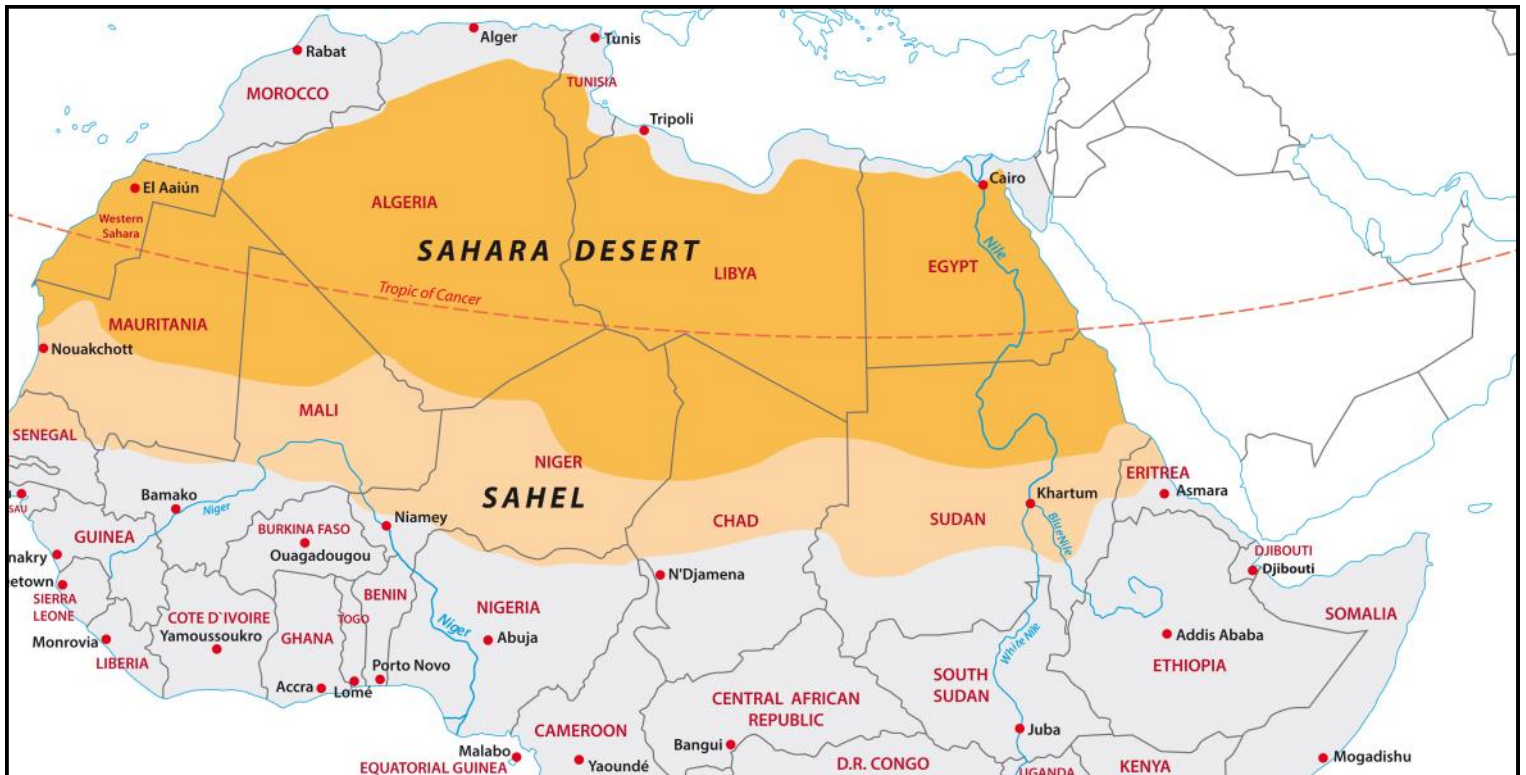 Rabat
Alger
Tunis
MOROCCO
TUNISIA
Tripoli
El Aaiún
Cairo
Western
Sahara
ALGERIA
SAHARA DESERT
Nile
LIBYA
EGYPT
Tropic of Cancer
MAURITANIA
Nouakchott
MALI
SENEGAL
NIGER
ERITREA
SAHEL
Khartum
Asmara
Bamako
Niger
SAU
Niamey
CHAD
SUDAN
BlueNile
GUINEA
BURKINA FASO
Ouagadougou
nakry
DJIBOUTI
Djibouti
N'Djamena
eetown
SIERRA
LEONE
BENIN
NIGERIA
COTE D`IVOIRE
Yamoussoukro
TOGO
GHANA
Niger
Abuja
SOMALIA
Addis Ababa
ETHIOPIA
Monrovia
LIBERIA
White Nile
Porto Novo
Accra
Lomé
SOUTH
SUDAN
CENTRAL AFRICAN
REPUBLIC
CAMEROON
Juba
Bangui
Malabo
EQUATORIAL GUINEA
Yaoundé
D.R. CONGO
UGANDA
KENYA
Mogadishu